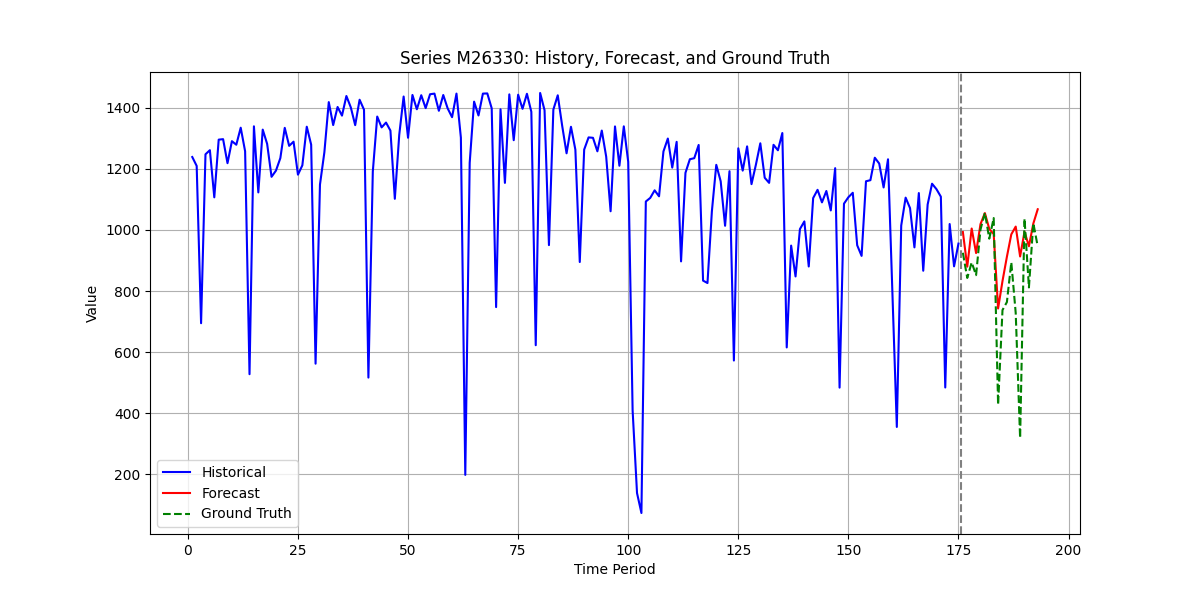 Series M26330: History, Forecast, and Ground Truth
Value
1400
1200
1000
800
600
400
200
Historical
Forecast
Ground Truth
0
25
50
75
100
125
150
175
200
Time Period